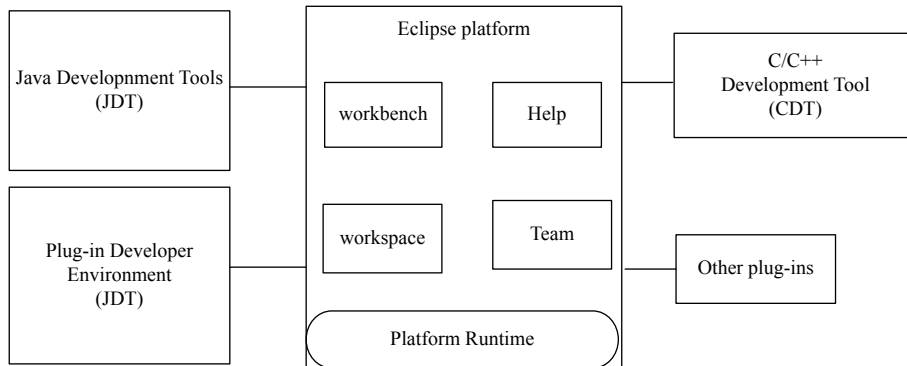 Java Developnment Tools
(JDT)
Plug-in Developer
Environment
(JDT)
Eclipse platform
workbench
Help
workspace
Team
Platform Runtime
C/C++
Development Tool
(CDT)
Other plug-ins